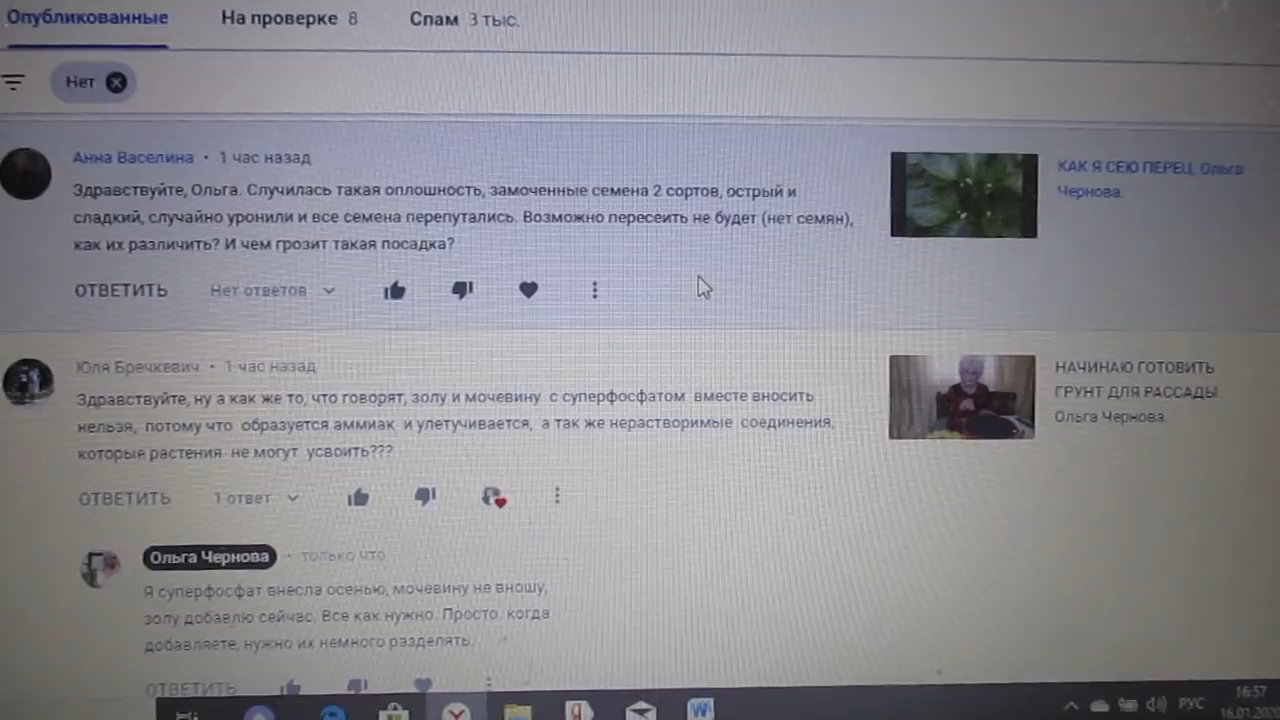 Опубликованные На проверке 8 Спам 3 тыс.
Нет
Анна Васелина • 1 час назад
Здравствуйте, Ольга. Случилась такая оплошность, замоченные семена 2 сортов, острый и
сладкий, случайно уронили и все семена перепутались. Возможно пересеить не будет (нет семян),
как их различить? И чем грозит такая посадка?
ОТВЕТИТЬ Нет ответов
КАК Я СЕЮ ПЕРЕЦ. Ольга
Чернова.
Юля Бречкевич • 1 час назад
Здравствуйте, ну а как же то, что говорят, золу и мочевину с суперфосфатом вместе вносить
нельзя, потому что образуется аммиак и улетучивается, а так же нерастворимые соединения,
которые растения не могут усвоить???
ОТВЕТИТЬ 1 ответ
НАЧИНАЮ ГОТОВИТЬ
ГРУНТ ДЛЯ РАССАДЫ.
Ольга Чернова.
Ольга Чернова • только что
Я суперфосфат внесла осенью, мочевину не вношу,
золу добавлю сейчас. Все как нужно. Просто, когда
добавляете, нужно их немного разделять.
ОТВЕТИТЬ
РУС 16:57